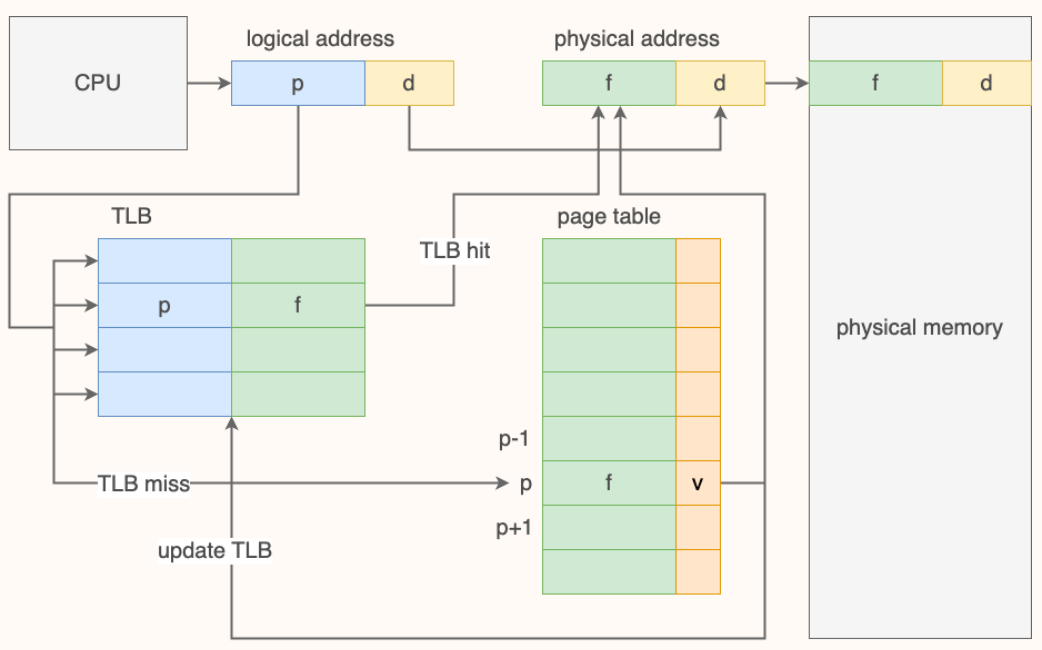 logical address
physical address
CPU
p
d
f
d
f
d
TLB
page table
TLB hit
p
f
physical memory
p-1
TLB miss
p
f
v
p+1
update TLB